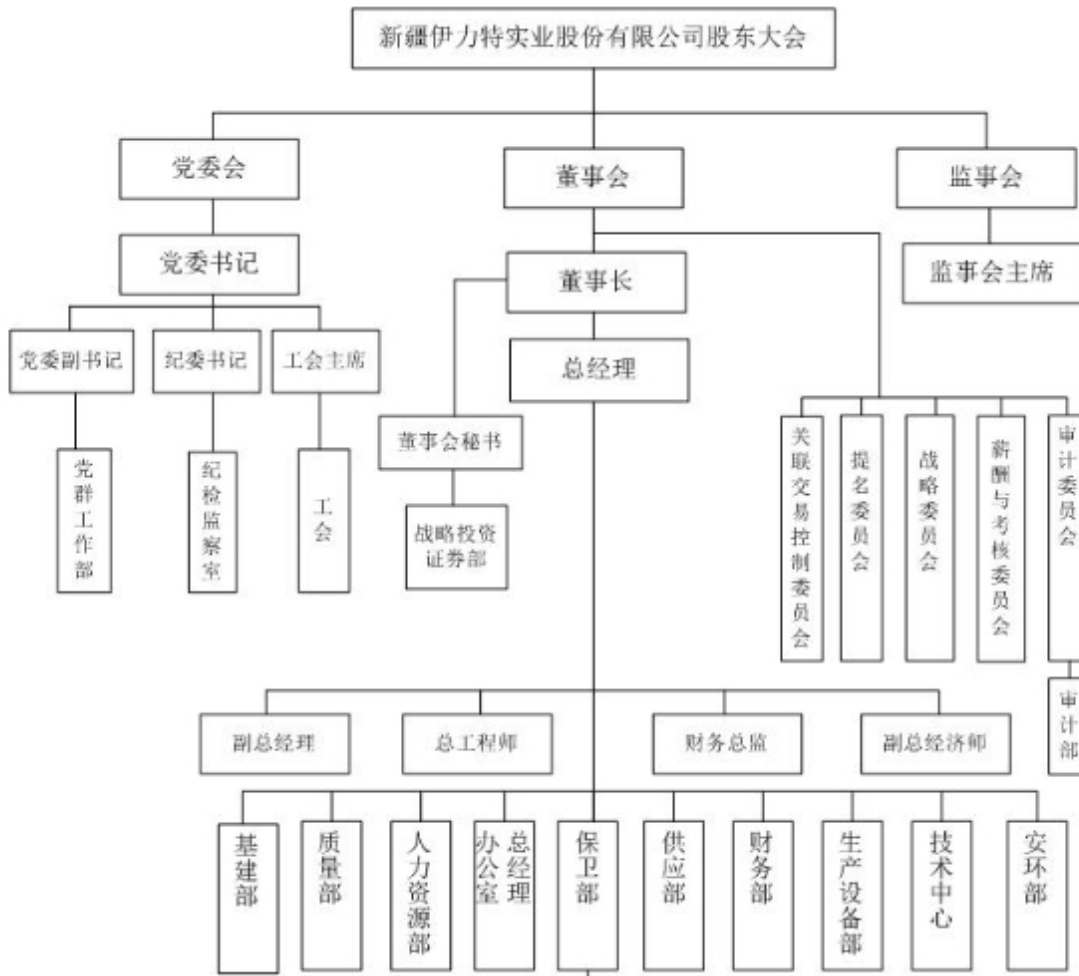 新疆伊力特实业股份有限公司股东大会
党委会
董事会
监事会
党委书记
董事长
监事会主席
党委副书记
纪委书记
工会主席
总经理
董事会秘书
党群工作部
纪检监察室
工会
战略投资
证券部
关联交易控制委员会
提名委员会
战略委员会
薪酬与考核委员会
审计委员会
审计部
副总经理
总工程师
财务总监
副总经济师
基建部
质量部
人力资源部
总经理
办公室
保卫部
供应部
财务部
生产设备部
技术中心
安环部